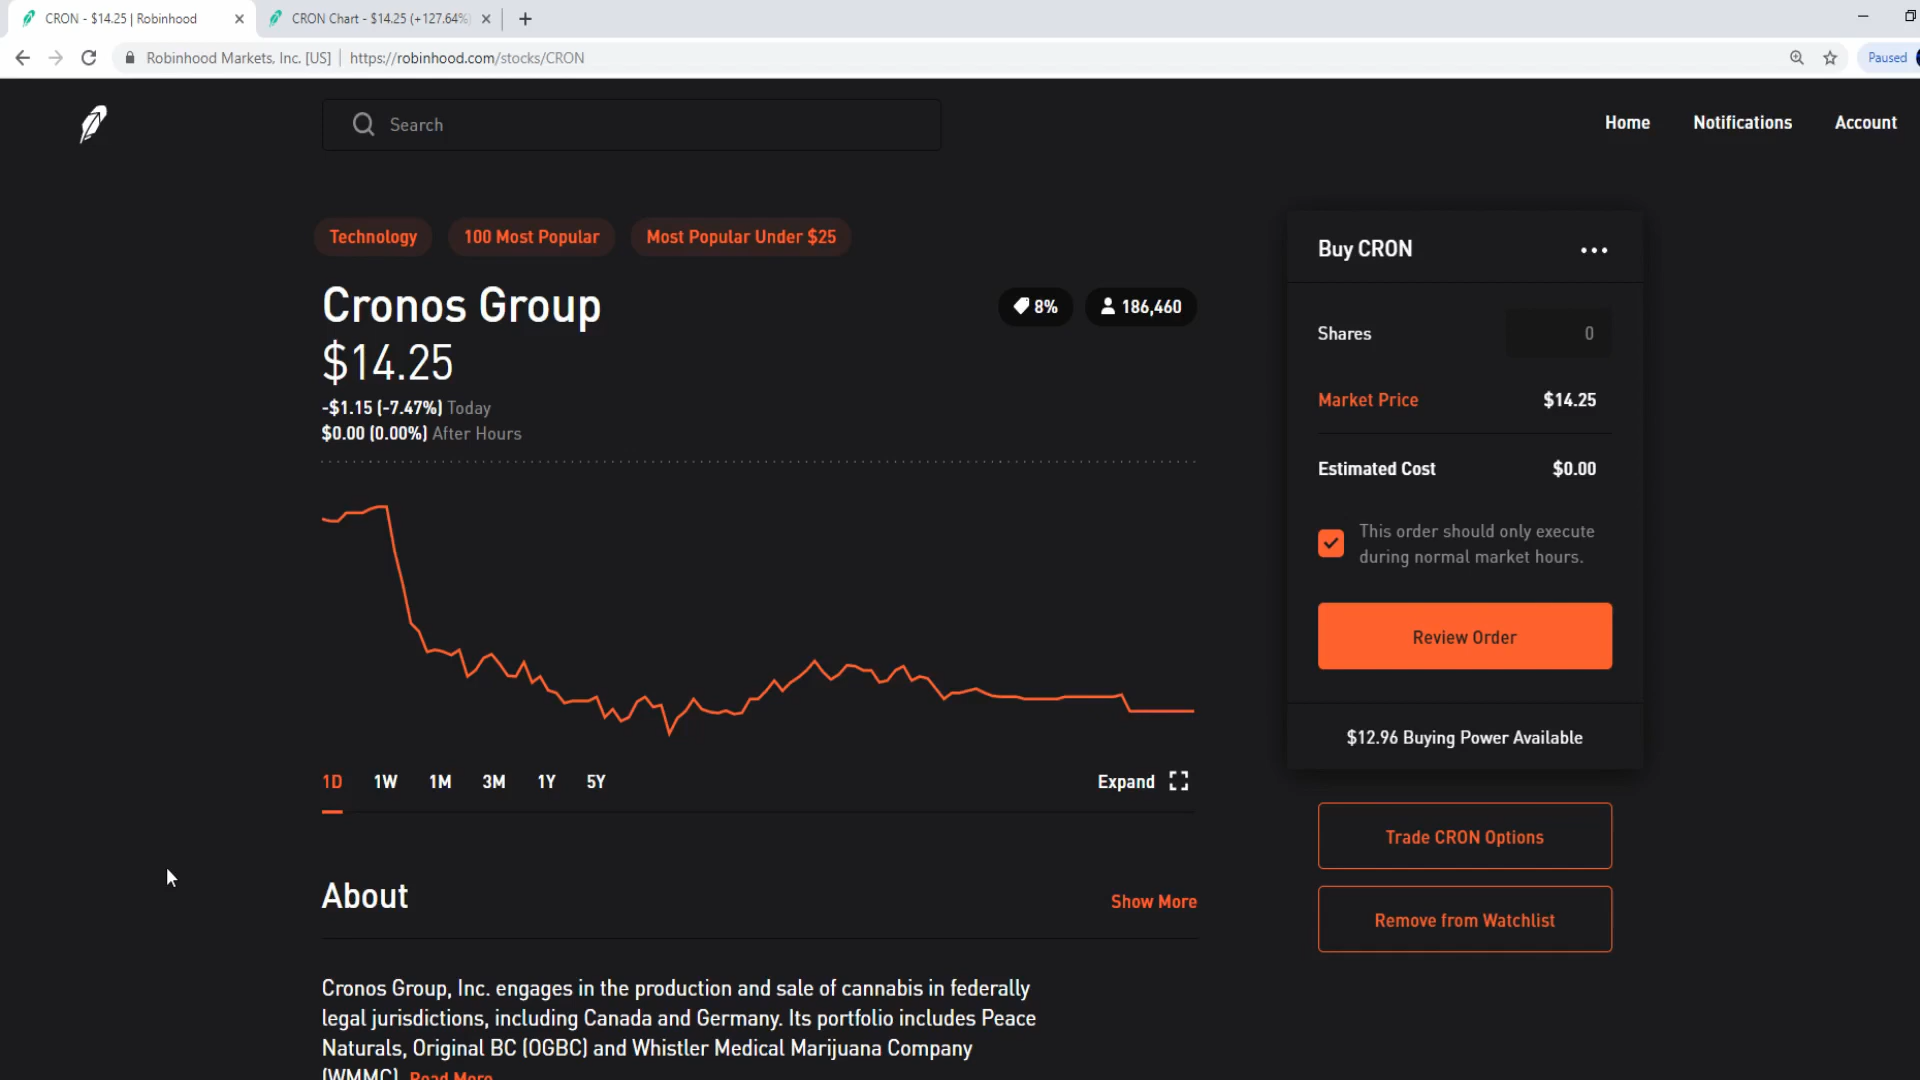 CRON - $14.25 | Robinhood
CRON Chart - $14.25 (+127.64%)
Robinhood Markets, Inc. [US] | https://robinhood.com/stocks/CRON
Paused
Search
Home
Notifications
Account
Technology
100 Most Popular
Most Popular Under $25
Cronos Group
8%
186,460
$14.25
-$1.15 (-7.47%) Today
$0.00 (0.00%) After Hours
1D
1W
1M
3M
1Y
5Y
Expand
About
Show More
Cronos Group, Inc. engages in the production and sale of cannabis in federally
legal jurisdictions, including Canada and Germany. Its portfolio includes Peace
Naturals, Original BC (OGBC) and Whistler Medical Marijuana Company
(WMMC). Read More
Buy CRON
Shares
0
Market Price
$14.25
Estimated Cost
$0.00
This order should only execute
during normal market hours.
Review Order
$12.96 Buying Power Available
Trade CRON Options
Remove from Watchlist